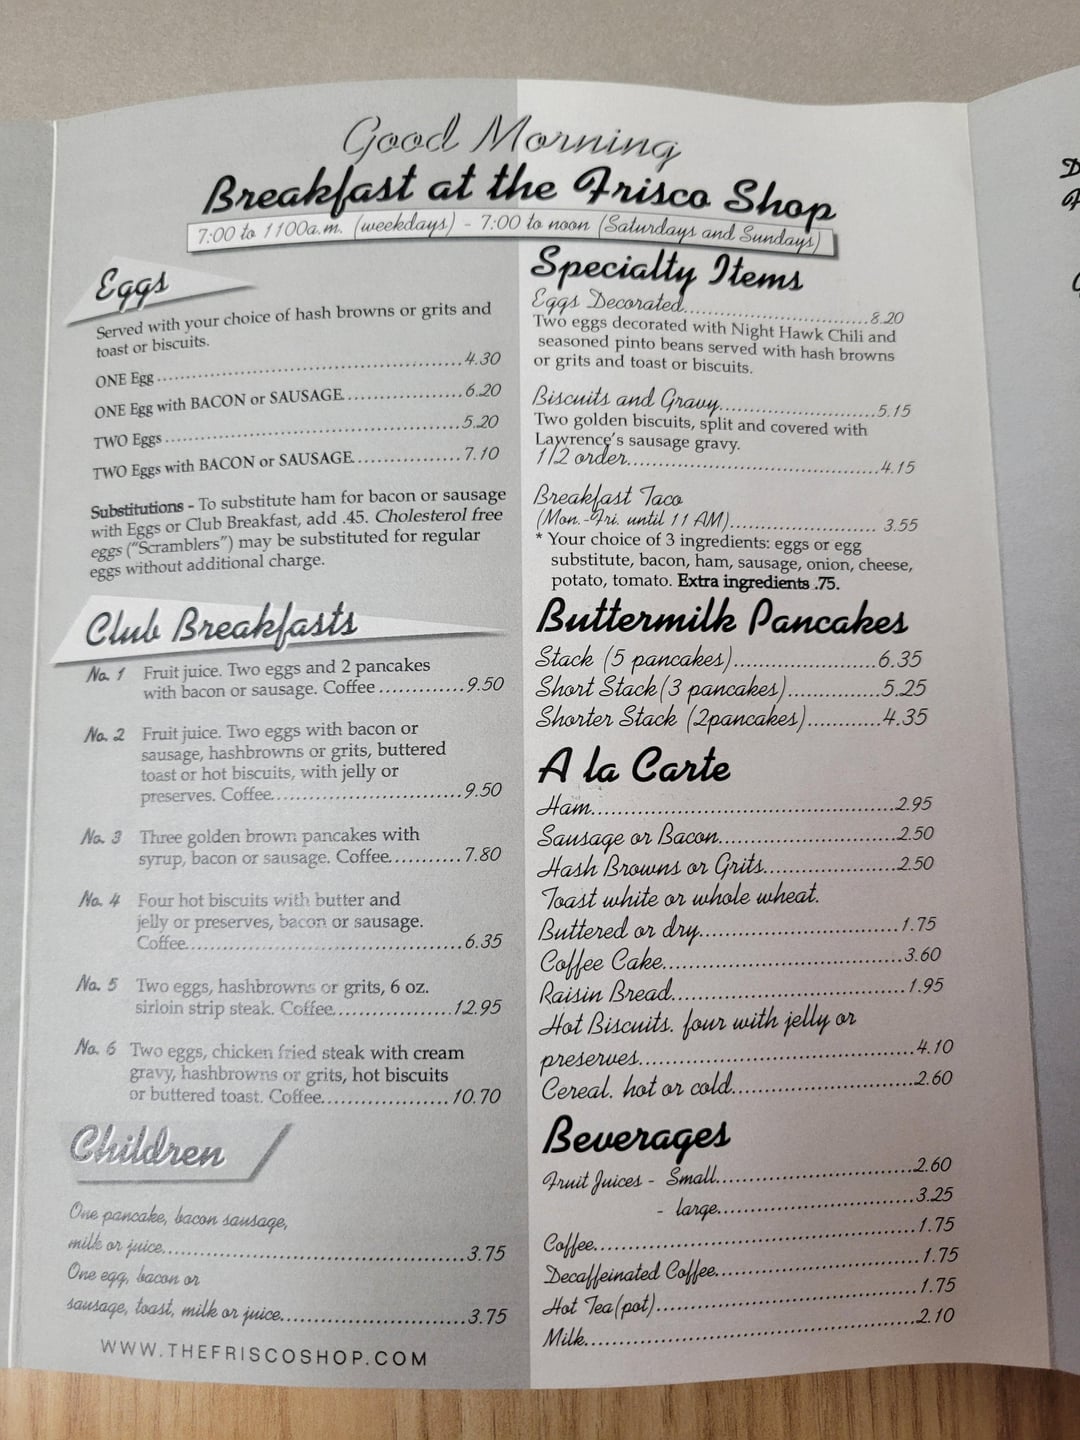 Good Morning
Breakfast at the Frisco Shop
7:00 to 1100a.m. (weekdays) - 7:00 to noon (Saturdays and Sundays)
Eggs
Served with your choice of hash browns or grits and
toast or biscuits.
ONE Egg....................4.30
ONE Egg with BACON or SAUSAGE....................6.20
TWO Eggs....................5.20
TWO Eggs with BACON or SAUSAGE....................7.10
Substitutions - To substitute ham for bacon or sausage
with Eggs or Club Breakfast, add .45. Cholesterol free
eggs ("Scramblers") may be substituted for regular
eggs without additional charge.
Club Breakfasts
No. 1 Fruit juice. Two eggs and 2 pancakes
with bacon or sausage. Coffee.............9.50
No. 2 Fruit juice. Two eggs with bacon or
sausage, hashbrowns or grits, buttered
toast or hot biscuits, with jelly or
preserves. Coffee....................9.50
No. 3 Three golden brown pancakes with
syrup, bacon or sausage. Coffee...........7.80
No. 4 Four hot biscuits with butter and
jelly or preserves, bacon or sausage.
Coffee....................6.35
No. 5 Two eggs, hashbrowns or grits, 6 oz.
sirloin strip steak. Coffee..................12.95
No. 6 Two eggs, chicken fried steak with cream
gravy, hashbrowns or grits, hot biscuits
or buttered toast. Coffee....................10.70
Children
One pancake, bacon sausage,
milk or juice....................3.75
One egg, bacon or
sausage, toast, milk or juice....................3.75
WWW.THEFRISCOSHOP.COM
Specialty Items
Eggs Decorated....................8.20
Two eggs decorated with Night Hawk Chili and
seasoned pinto beans served with hash browns
or grits and toast or biscuits.
Biscuits and Gravy....................5.15
Two golden biscuits, split and covered with
Lawrence's sausage gravy.
1/2 order....................4.15
Breakfast Taco
(Mon.-Fri. until 11 AM)....................3.55
* Your choice of 3 ingredients: eggs or egg
substitute, bacon, ham, sausage, onion, cheese,
potato, tomato. Extra ingredients .75.
Buttermilk Pancakes
Stack (5 pancakes)....................6.35
Short Stack(3 pancakes).............5.25
Shorter Stack (2pancakes)...........4.35
A la Carte
Ham....................2.95
Sausage or Bacon....................2.50
Hash Browns or Grits....................2.50
Toast white or whole wheat.
Buttered or dry....................1.75
Coffee Cake....................3.60
Raisin Bread....................1.95
Hot Biscuits. four with jelly or
preserves....................4.10
Cereal. hot or cold....................2.60
Beverages
Fruit Juices - Small....................2.60
- large....................3.25
Coffee....................1.75
Decaffeinated Coffee....................1.75
Hot Tea(pot)....................1.75
Milk....................2.10